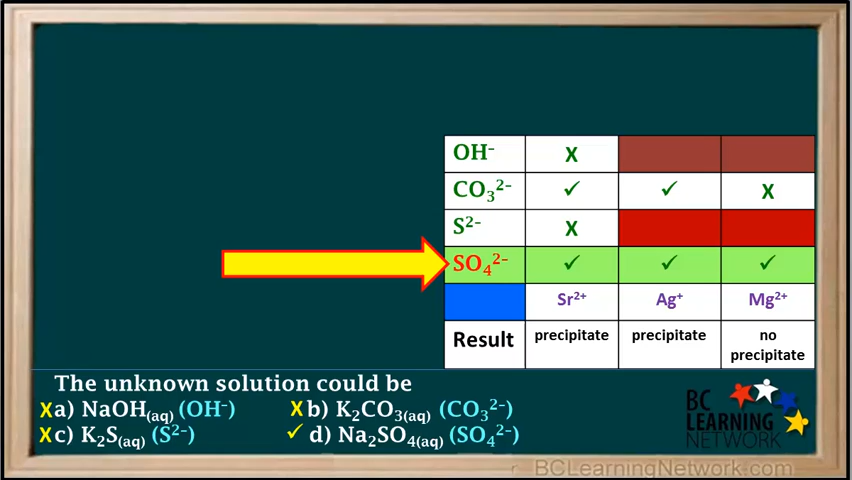 OH⁻ X
CO₃²⁻ ✓ ✓ X
S²⁻ X
SO₄²⁻ ✓ ✓ ✓
Sr²⁺ Ag⁺ Mg²⁺
Result precipitate precipitate no precipitate
The unknown solution could be
X a) NaOH(aq) (OH⁻) X b) K₂CO₃(aq) (CO₃²⁻)
X c) K₂S(aq) (S²⁻) ✓ d) Na₂SO₄(aq) (SO₄²⁻)
BC
LEARNING
NETWORK
BCLearningNetwork.com